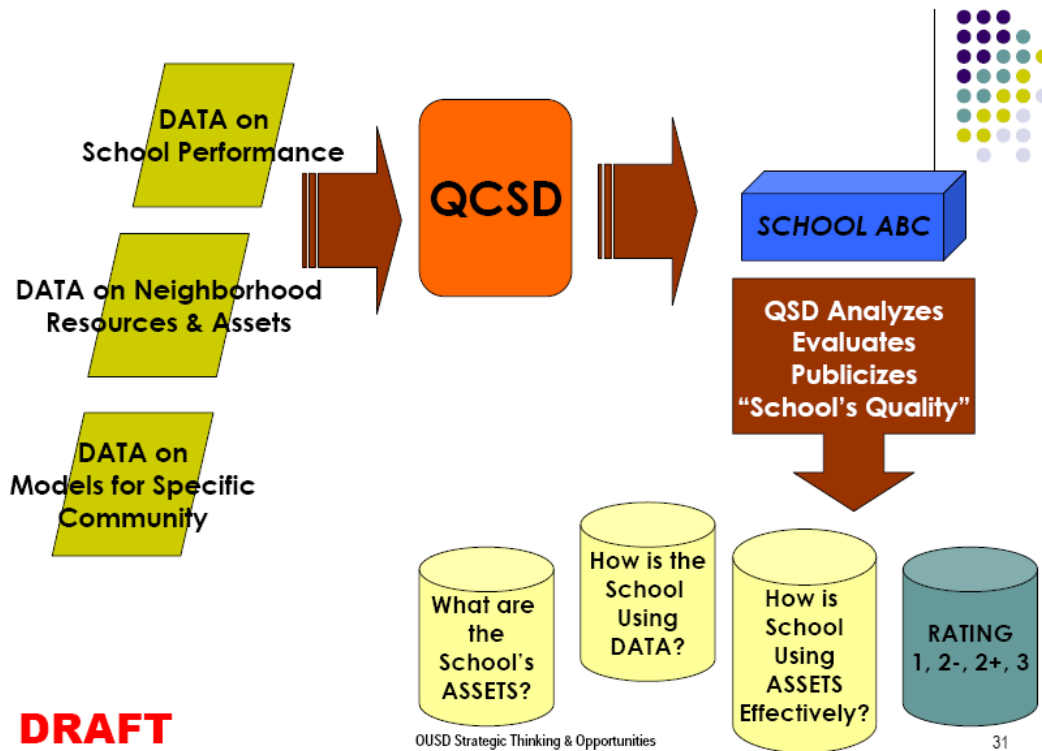 DATA on
School Performance
DATA on Neighborhood
Resources & Assets
DATA on
Models for Specific
Community
QCSD
SCHOOL ABC
QSD Analyzes
Evaluates
Publicizes
“School’s Quality”
What are
the
School’s
ASSETS?
How is the
School
Using
DATA?
How is
School
Using
ASSETS
Effectively?
RATING
1, 2-, 2+, 3
DRAFT
OUSD Strategic Thinking & Opportunities
31